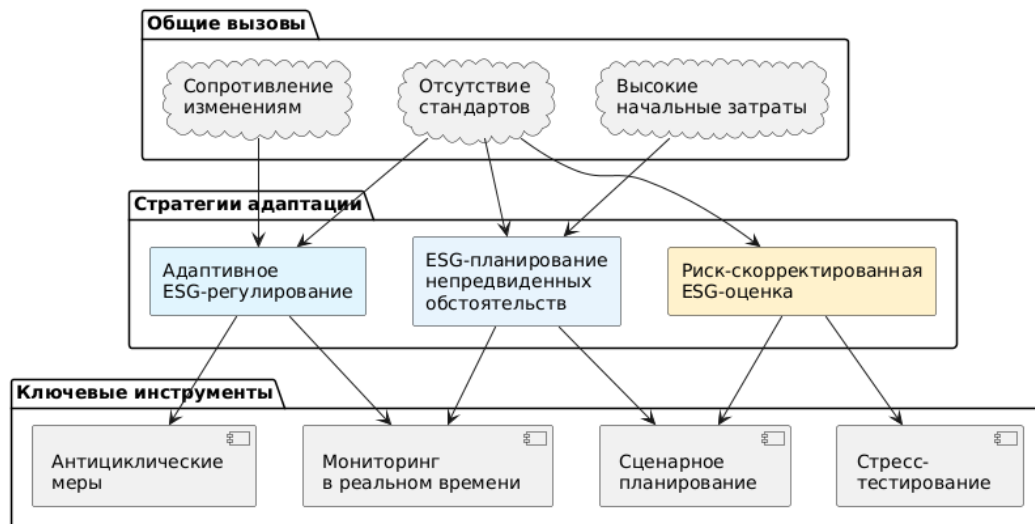 Общие вызовы
Сопротивление
изменениям
Отсутствие
стандартов
Высокие
начальные затраты
Стратегии адаптации
Адаптивное
ESG-регулирование
ESG-планирование
непредвиденных
обстоятельств
Риск-скорректированная
ESG-оценка
Ключевые инструменты
Антициклические
меры
Мониторинг
в реальном времени
Сценарное
планирование
Стресс-
тестирование